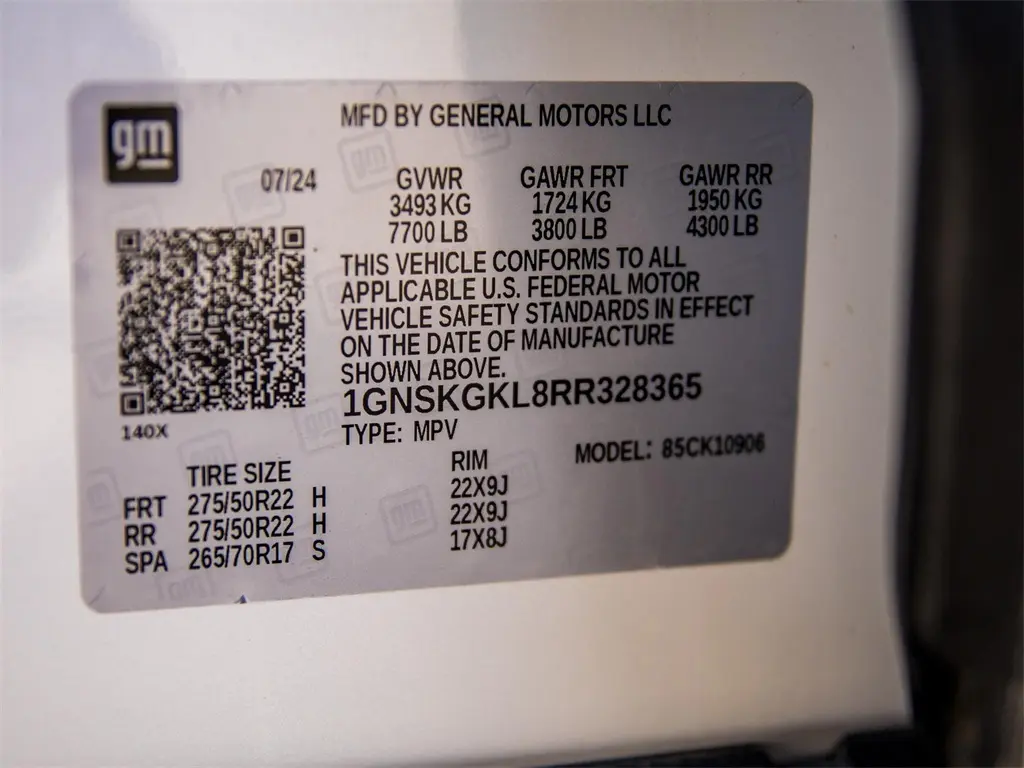 gm
MFD BY GENERAL MOTORS LLC
07/24
GVWR GAWR FRT GAWR RR
3493 KG 1724 KG 1950 KG
7700 LB 3800 LB 4300 LB
THIS VEHICLE CONFORMS TO ALL
APPLICABLE U.S. FEDERAL MOTOR
VEHICLE SAFETY STANDARDS IN EFFECT
ON THE DATE OF MANUFACTURE
SHOWN ABOVE.
1GNSKGKL8RR328365
140X
TYPE: MPV
MODEL: 85CK10906
TIRE SIZE RIM
FRT 275/50R22 H 22X9J
RR 275/50R22 H 22X9J
SPA 265/70R17 S 17X8J